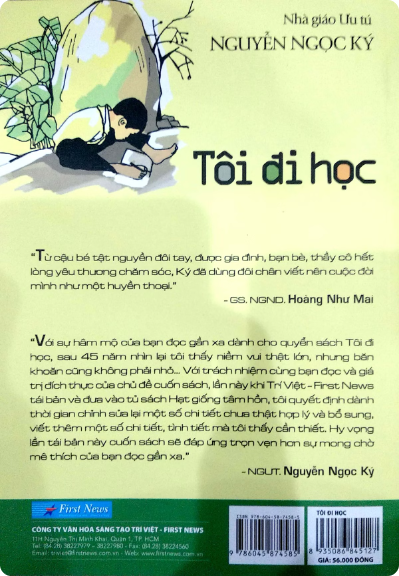 Nhà giáo Ưu tú
NGUYỄN NGỌC KÝ
Tôi đi học
"Từ cậu bé tật nguyền đôi tay, được gia đình, bạn bè, thầy cô hết
lòng yêu thương chăm sóc, Ký đã dùng đôi chân viết nên cuộc đời
mình như một huyền thoại."
- GS. NGND. Hoàng Như Mai
"Với sự hâm mộ của bạn đọc gần xa dành cho quyển sách Tôi đi
học, sau 45 năm nhìn lại tôi thấy niềm vui thật lớn, nhưng băn
khoăn cũng không phải nhỏ... Với trách nhiệm cùng bạn đọc và giá
trị đích thực của chủ đề cuốn sách, lần này khi Trí Việt - First News
tái bản và đưa vào tủ sách Hạt giống tâm hồn, tôi quyết định dành
thời gian chỉnh sửa lại một số chi tiết chưa thật hợp lý và bổ sung,
viết thêm một số chi tiết, tình tiết mà tôi thấy cần thiết. Hy vọng
lần tái bản này cuốn sách sẽ đáp ứng trọn vẹn hơn sự mong chờ
mê thích của bạn đọc gần xa."
- NGƯT. Nguyễn Ngọc Ký
First News
CÔNG TY VĂN HÓA SÁNG TẠO TRÍ VIỆT - FIRST NEWS
11H Nguyễn Thị Minh Khai, Quận 1, TP. HCM
Tel: (84.28) 38227979 - 38227980 - Fax: (84.28) 38224560
ISBN: 978-604-58-7458-5
9 786045 874585
TÔI ĐI HỌC
8 935086 845127
GIÁ: 56.000 ĐỒNG